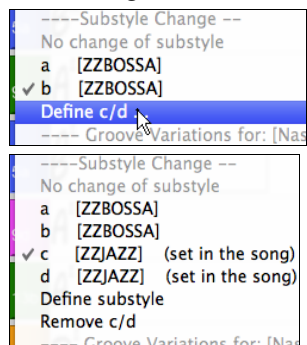 ----Substyle Change --
No change of substyle
a [ZZBOSSA]
✓ b [ZZBOSSA]
Define c/d
---- Groove Variations for: [Nas
----Substyle Change --
No change of substyle
a [ZZBOSSA]
b [ZZBOSSA]
✓ c [ZZJAZZ] (set in the song)
d [ZZJAZZ] (set in the song)
Define substyle
Remove c/d
---- Groove Variations for: [Nas